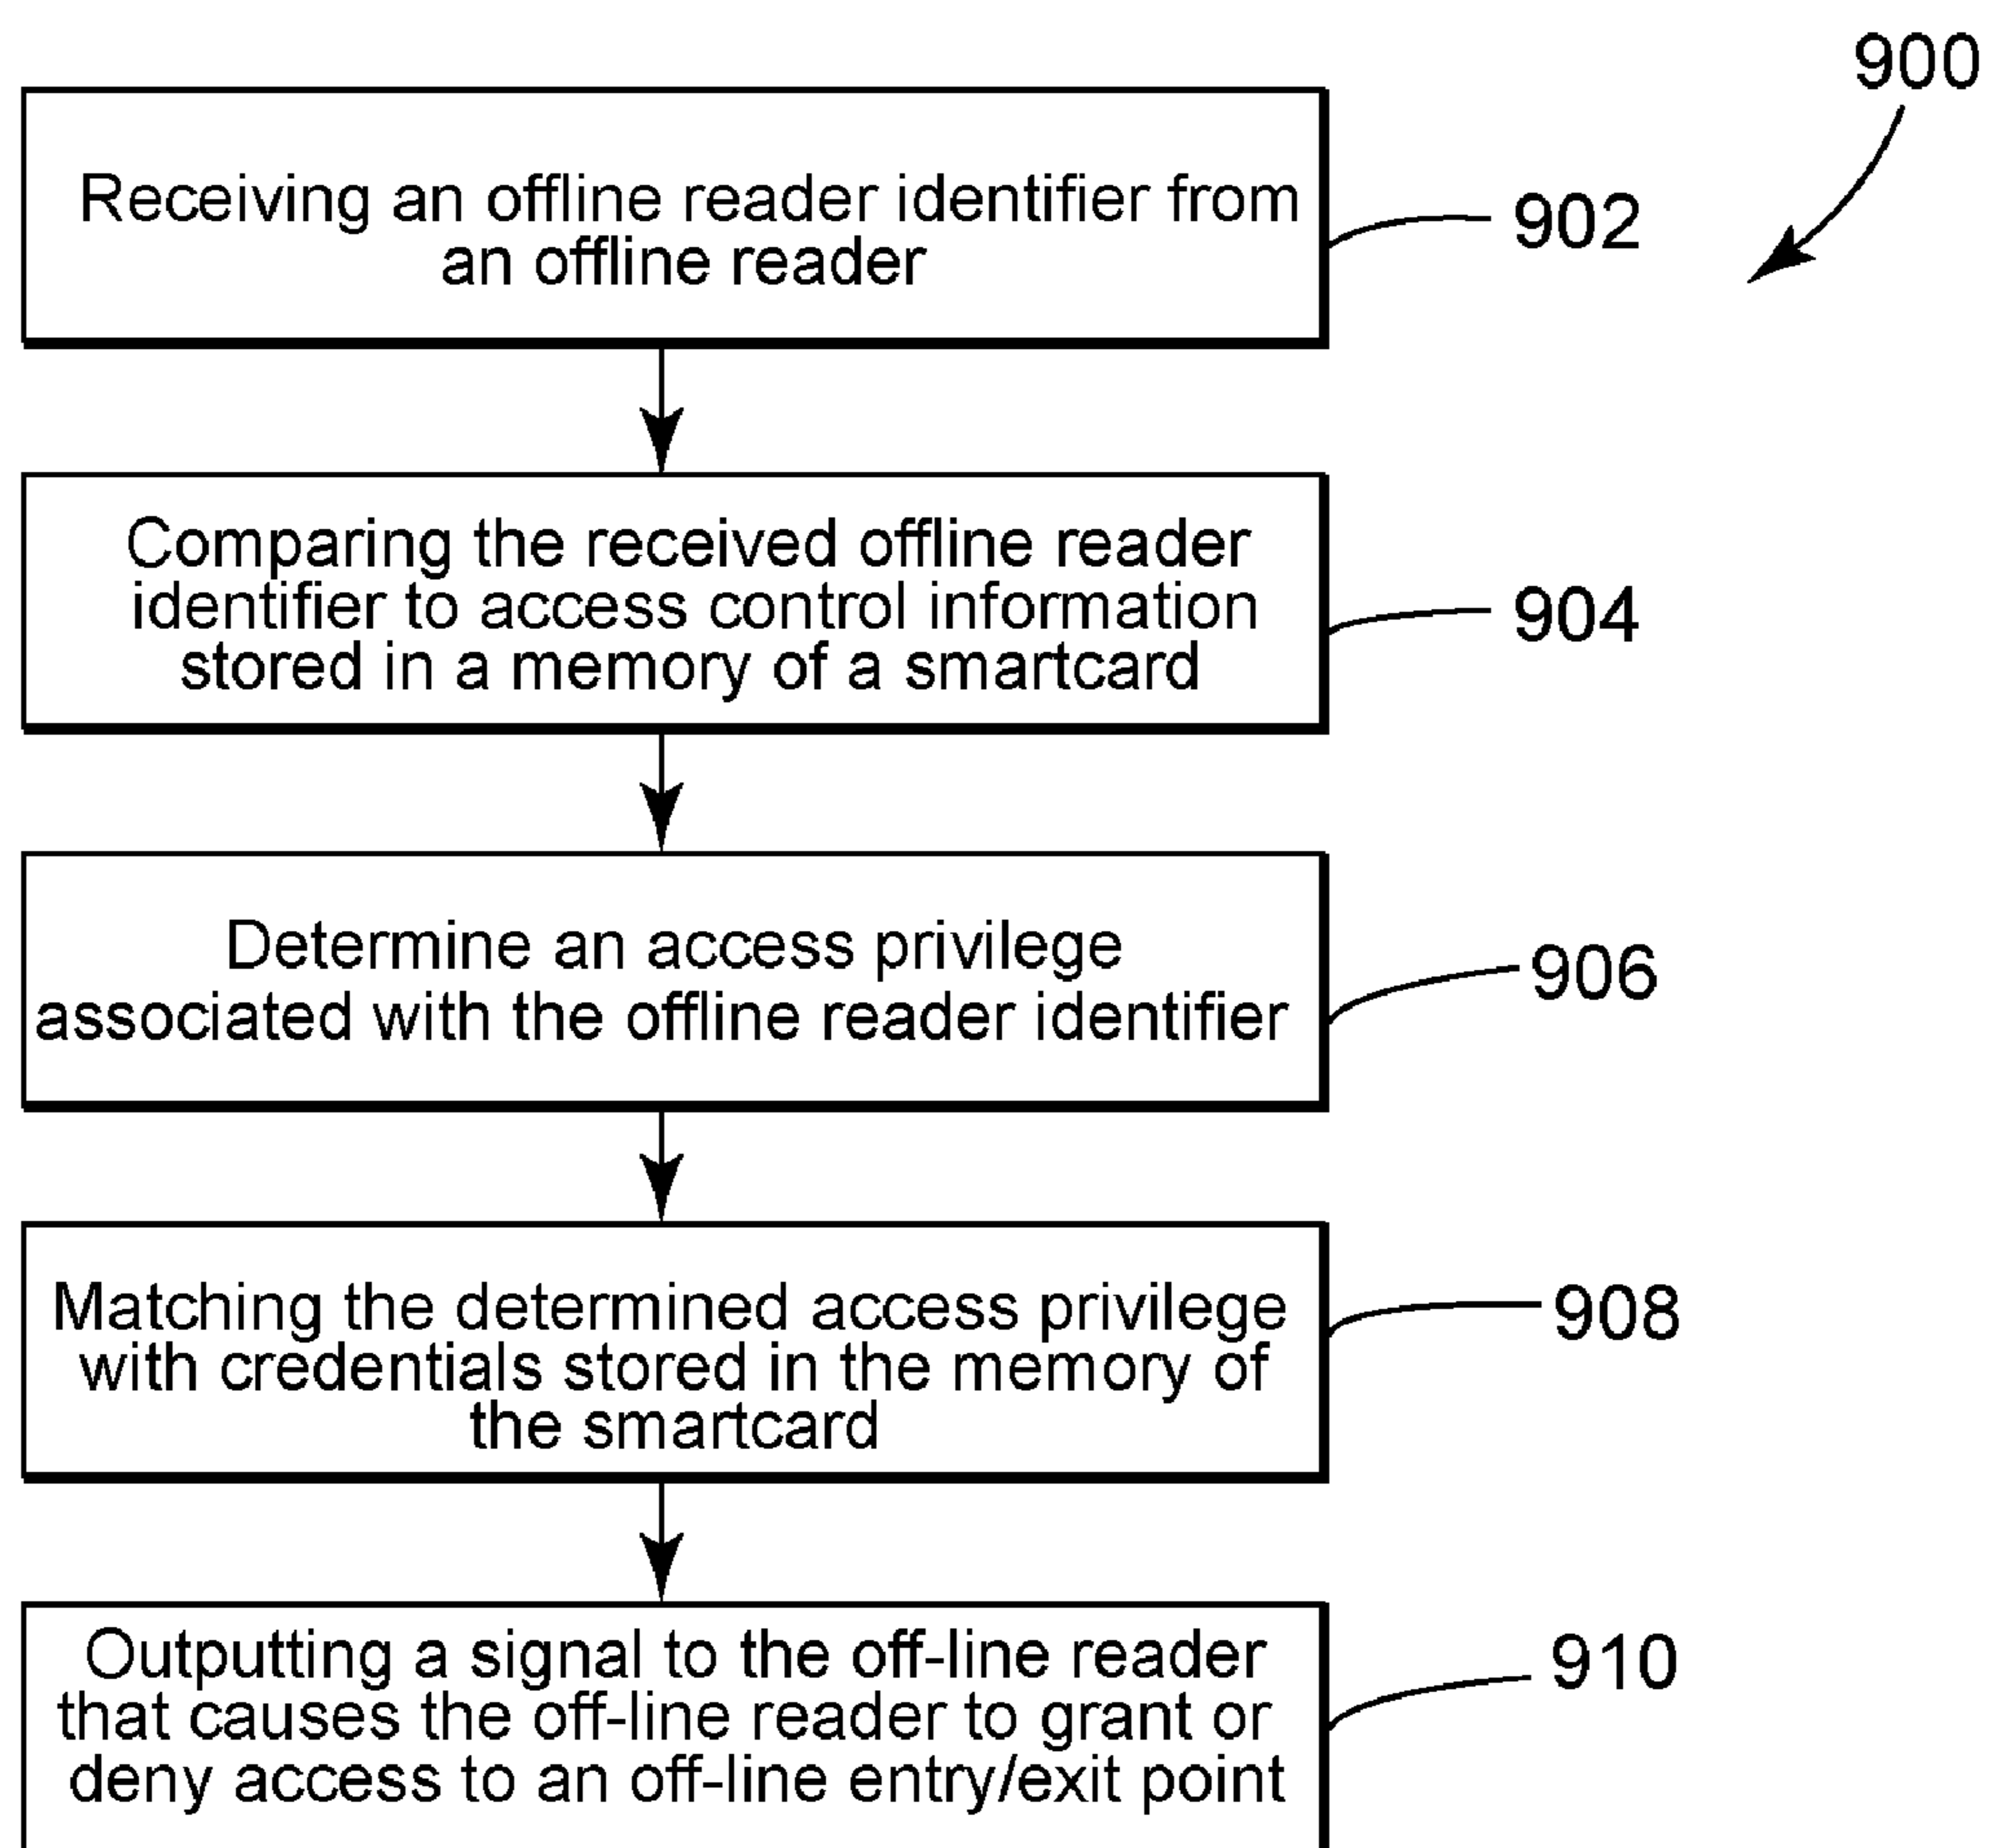 900
Receiving an offline reader identifier from
an offline reader
902
Comparing the received offline reader
identifier to access control information
stored in a memory of a smartcard
904
Determine an access privilege
associated with the offline reader identifier
906
Matching the determined access privilege
with credentials stored in the memory of
the smartcard
908
Outputting a signal to the off-line reader
that causes the off-line reader to grant or
deny access to an off-line entry/exit point
910